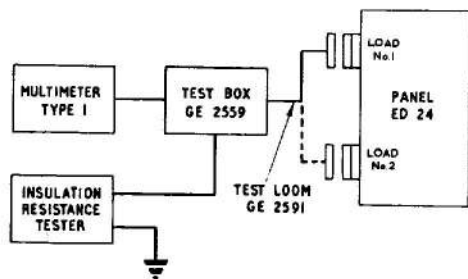 MULTIMETER
TYPE I
TEST BOX
GE 2559
LOAD
No.1
PANEL
ED 24
LOAD
No.2
TEST LOOM
GE 2591
INSULATION
RESISTANCE
TESTER